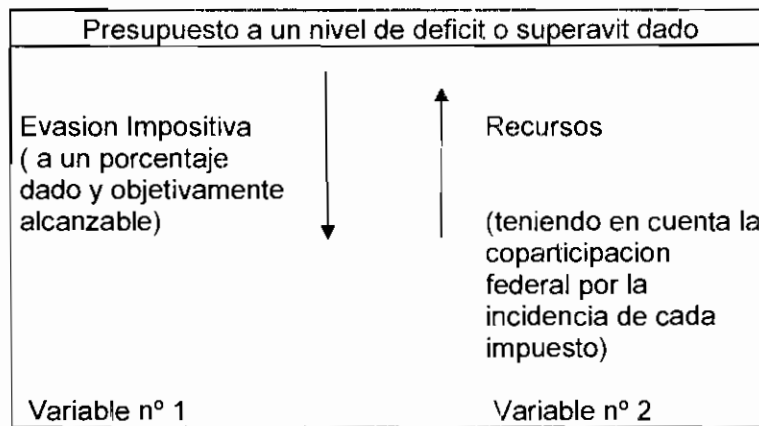 Presupuesto a un nivel de deficit o superavit dado
Evasion Impositiva
( a un porcentaje
dado y objetivamente
alcanzable)
Recursos
(teniendo en cuenta la
coparticipacion
federal por la
incidencia de cada
impuesto)
Variable nº 1
Variable nº 2